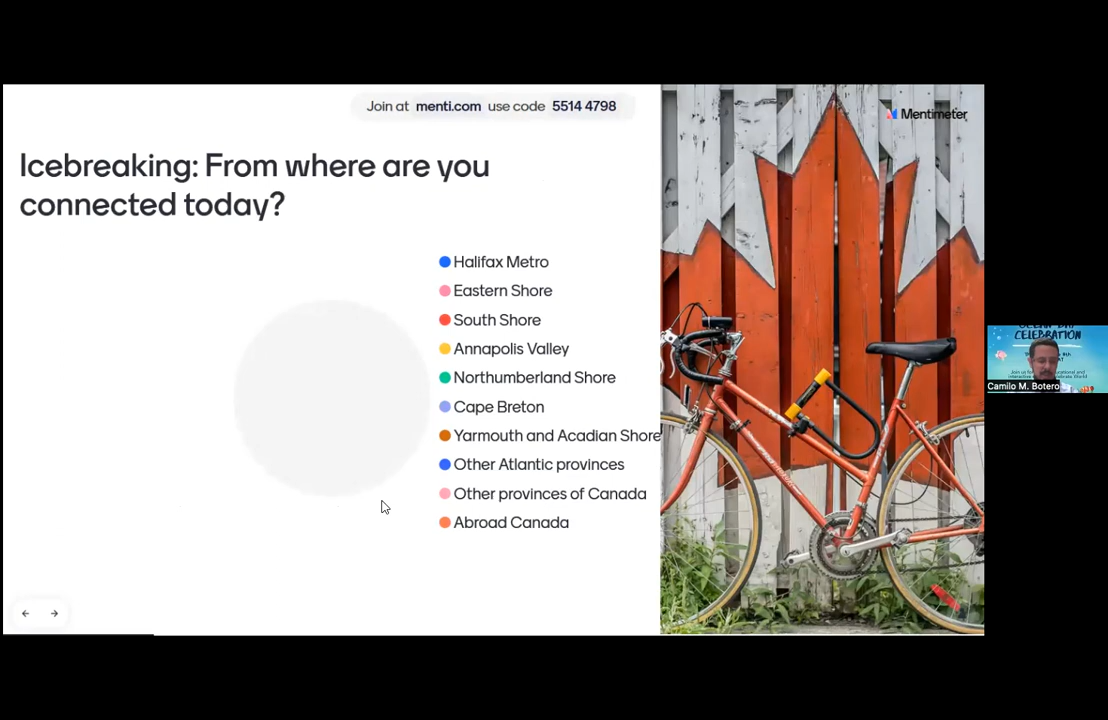 Join at menti.com use code 5514 4798
Mentimeter
Icebreaking: From where are you
connected today?
Halifax Metro
Eastern Shore
South Shore
Annapolis Valley
Northumberland Shore
Cape Breton
Yarmouth and Acadian Shore
Other Atlantic provinces
Other provinces of Canada
Abroad Canada
CELEBRATION
Camilo M. Botero